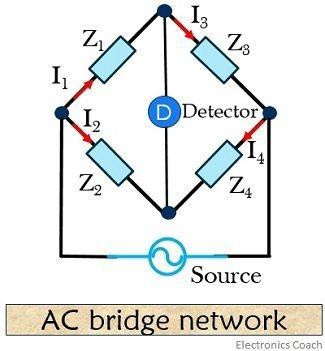 I₃
Z₁
Z₃
I₁
I₂
D
Detector
I₄
Z₂
Z₄
Source
AC bridge network
Electronics Coach